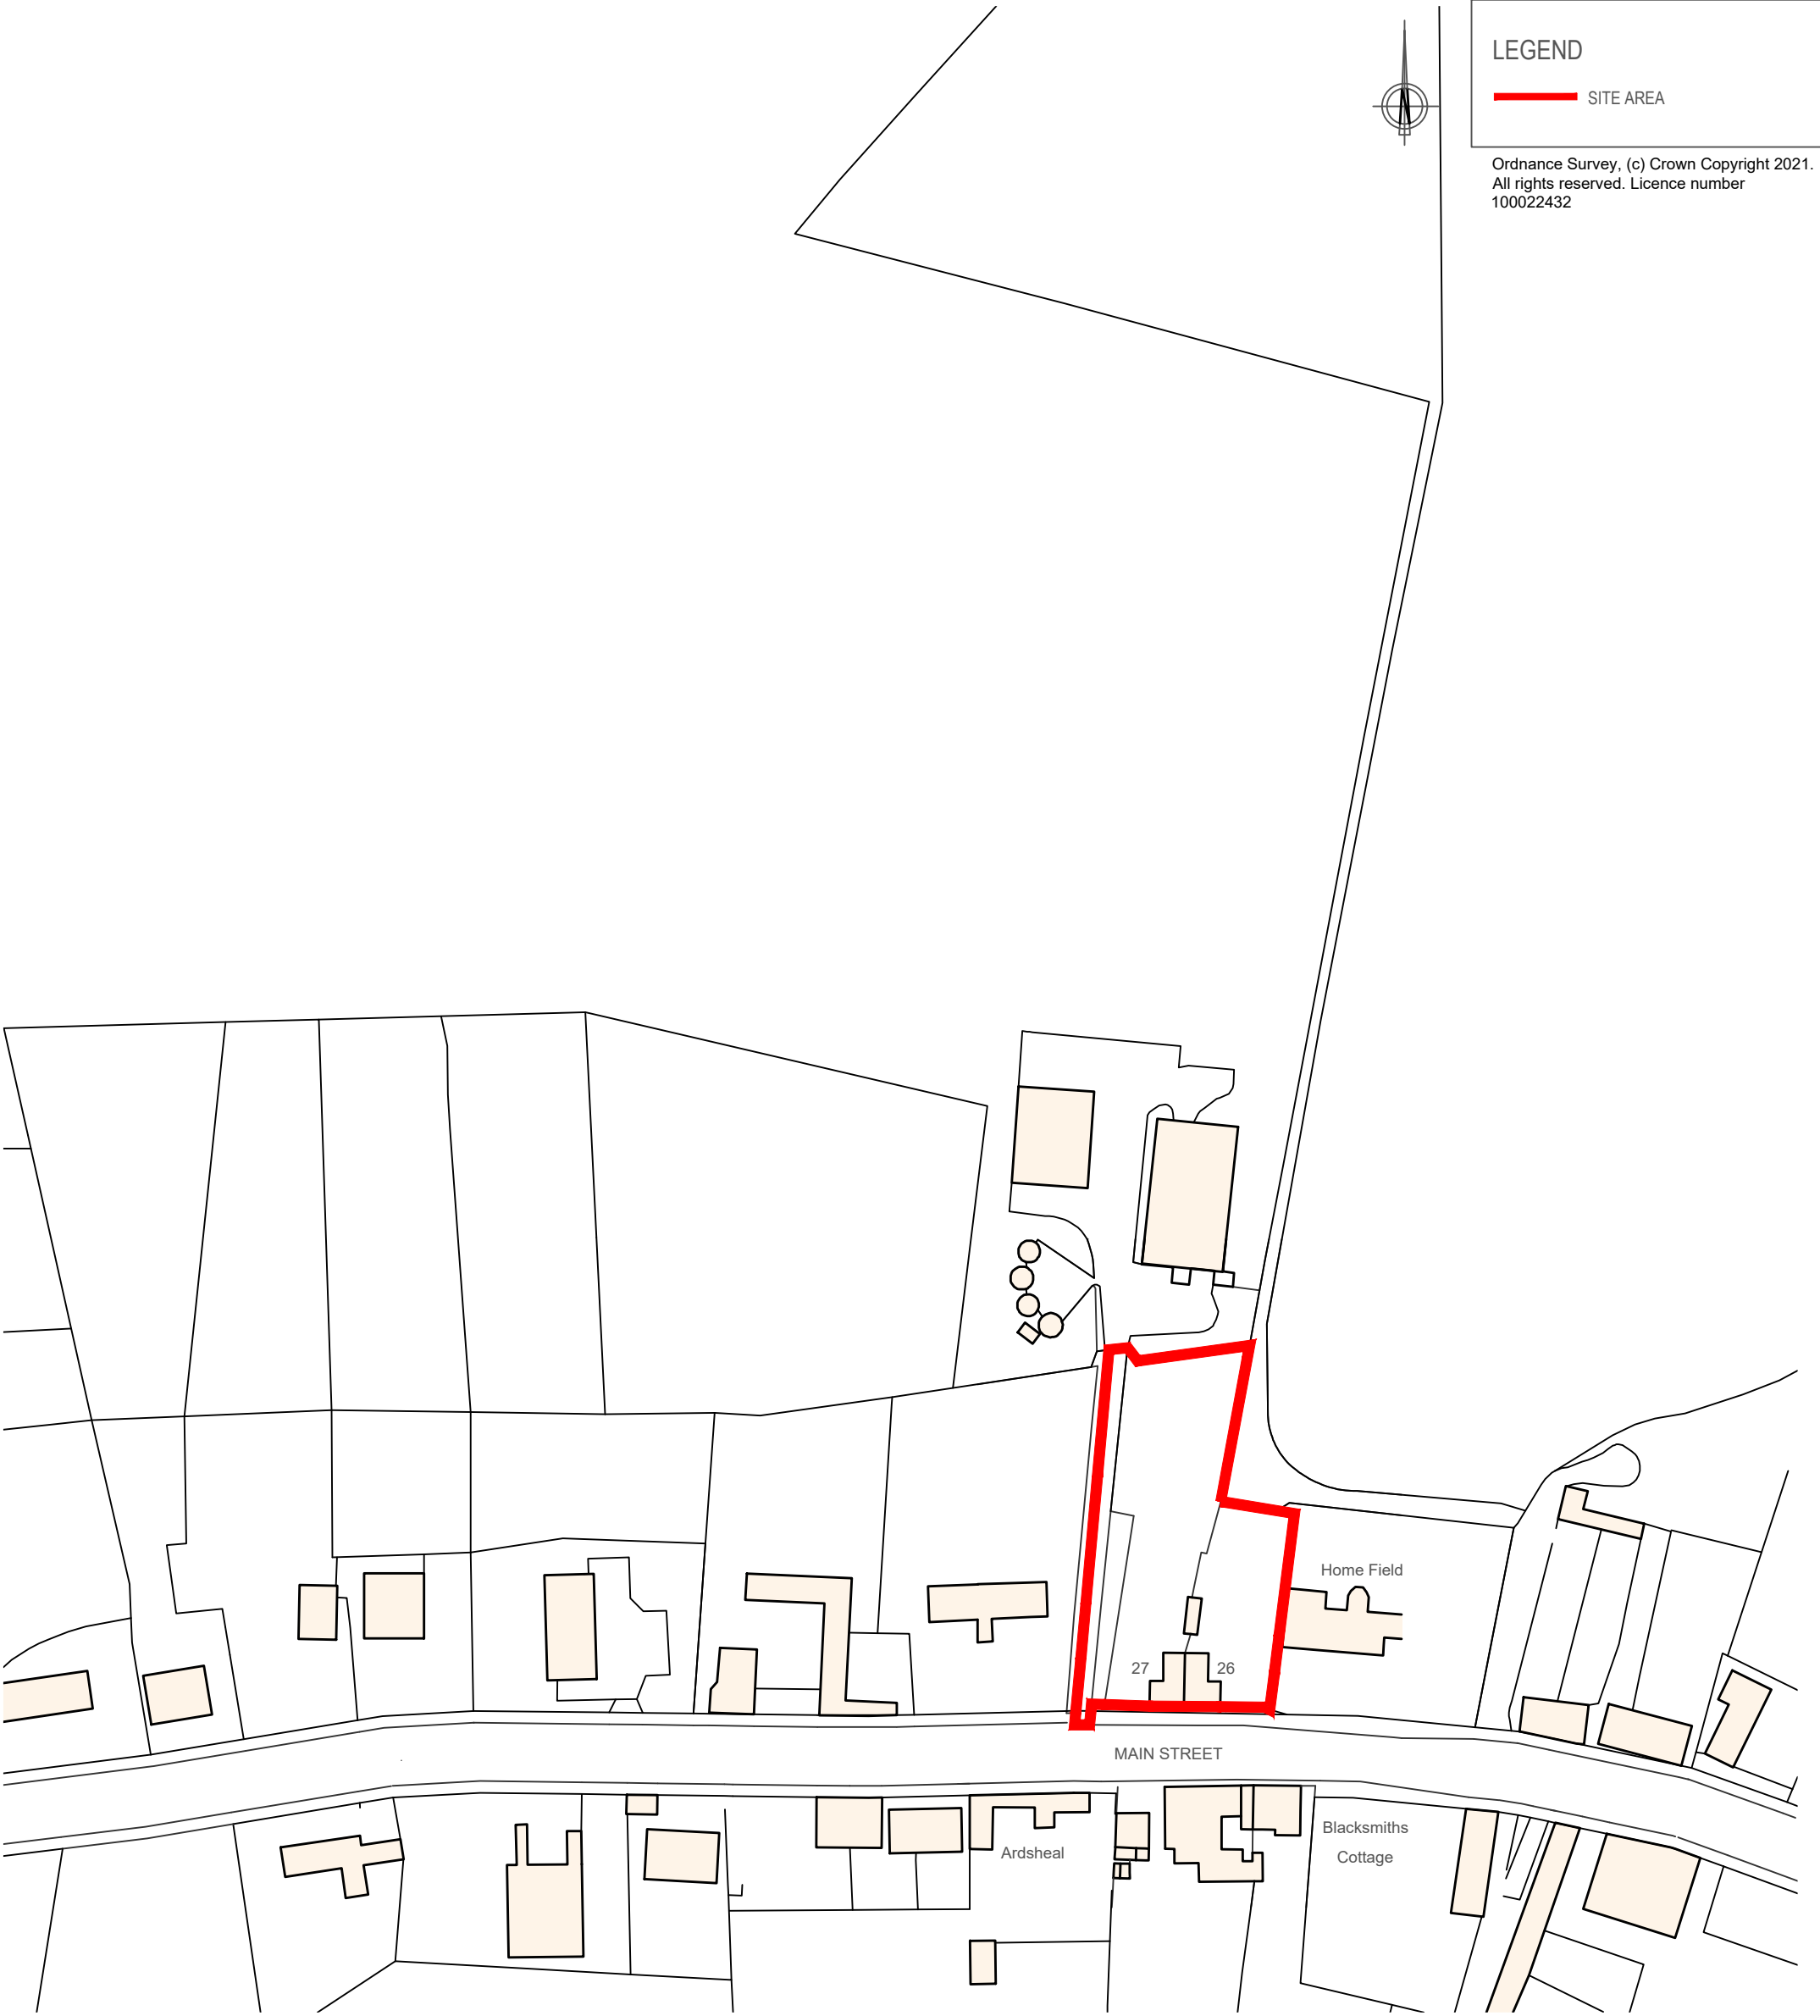 LEGEND
SITE AREA
Ordnance Survey, (c) Crown Copyright 2021.
All rights reserved. Licence number
100022432
N
Home Field
27
26
MAIN STREET
Ardsheal
Blacksmiths
Cottage